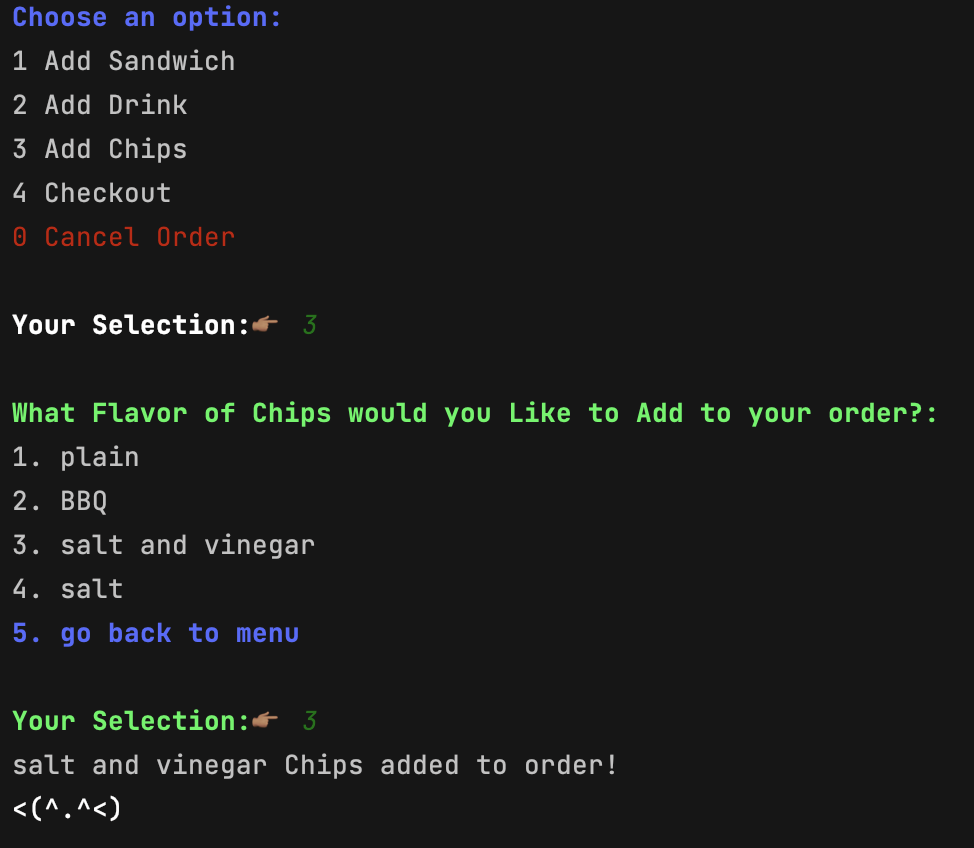 Choose an option:
1 Add Sandwich
2 Add Drink
3 Add Chips
4 Checkout
0 Cancel Order
Your Selection:👉🏽 3
What Flavor of Chips would you Like to Add to your order?:
1. plain
2. BBQ
3. salt and vinegar
4. salt
5. go back to menu
Your Selection:👉🏽 3
salt and vinegar Chips added to order!
<(^.^<)